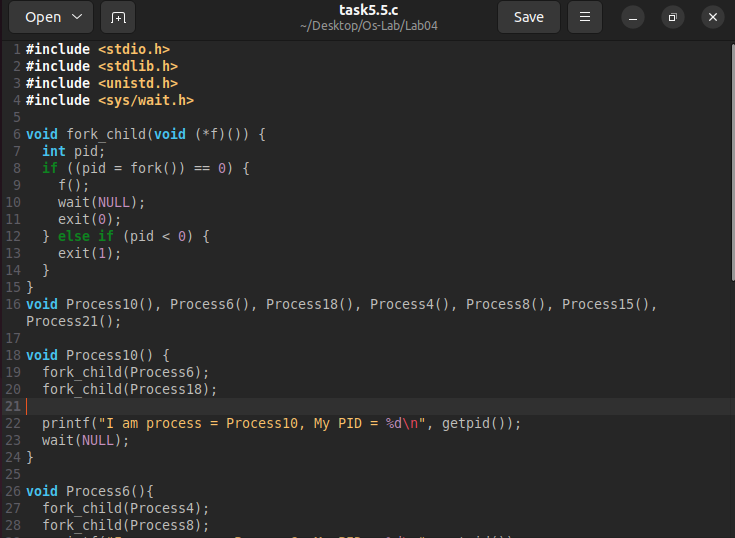 Open
task5.5.c
~/Desktop/Os-Lab/Lab04
Save
1 #include <stdio.h>
2 #include <stdlib.h>
3 #include <unistd.h>
4 #include <sys/wait.h>
5
6 void fork_child(void (*f)()) {
7   int pid;
8   if ((pid = fork()) == 0) {
9     f();
10     wait(NULL);
11     exit(0);
12   } else if (pid < 0) {
13     exit(1);
14   }
15 }
16 void Process10(), Process6(), Process18(), Process4(), Process8(), Process15(),
Process21();
17
18 void Process10() {
19   fork_child(Process6);
20   fork_child(Process18);
21
22   printf("I am process = Process10, My PID = %d\n", getpid());
23   wait(NULL);
24 }
25
26 void Process6(){
27   fork_child(Process4);
28   fork_child(Process8);